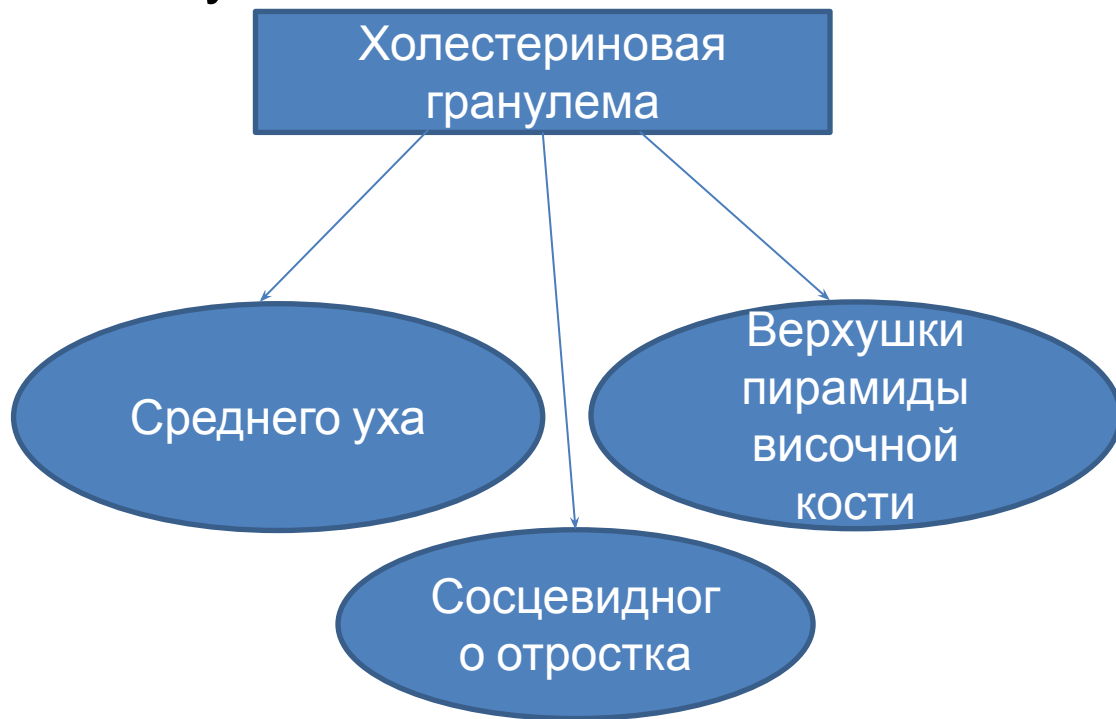 Холестериновая
гранулема
Среднего уха
Верхушки
пирамиды
височной
кости
Сосцевидног
о отростка